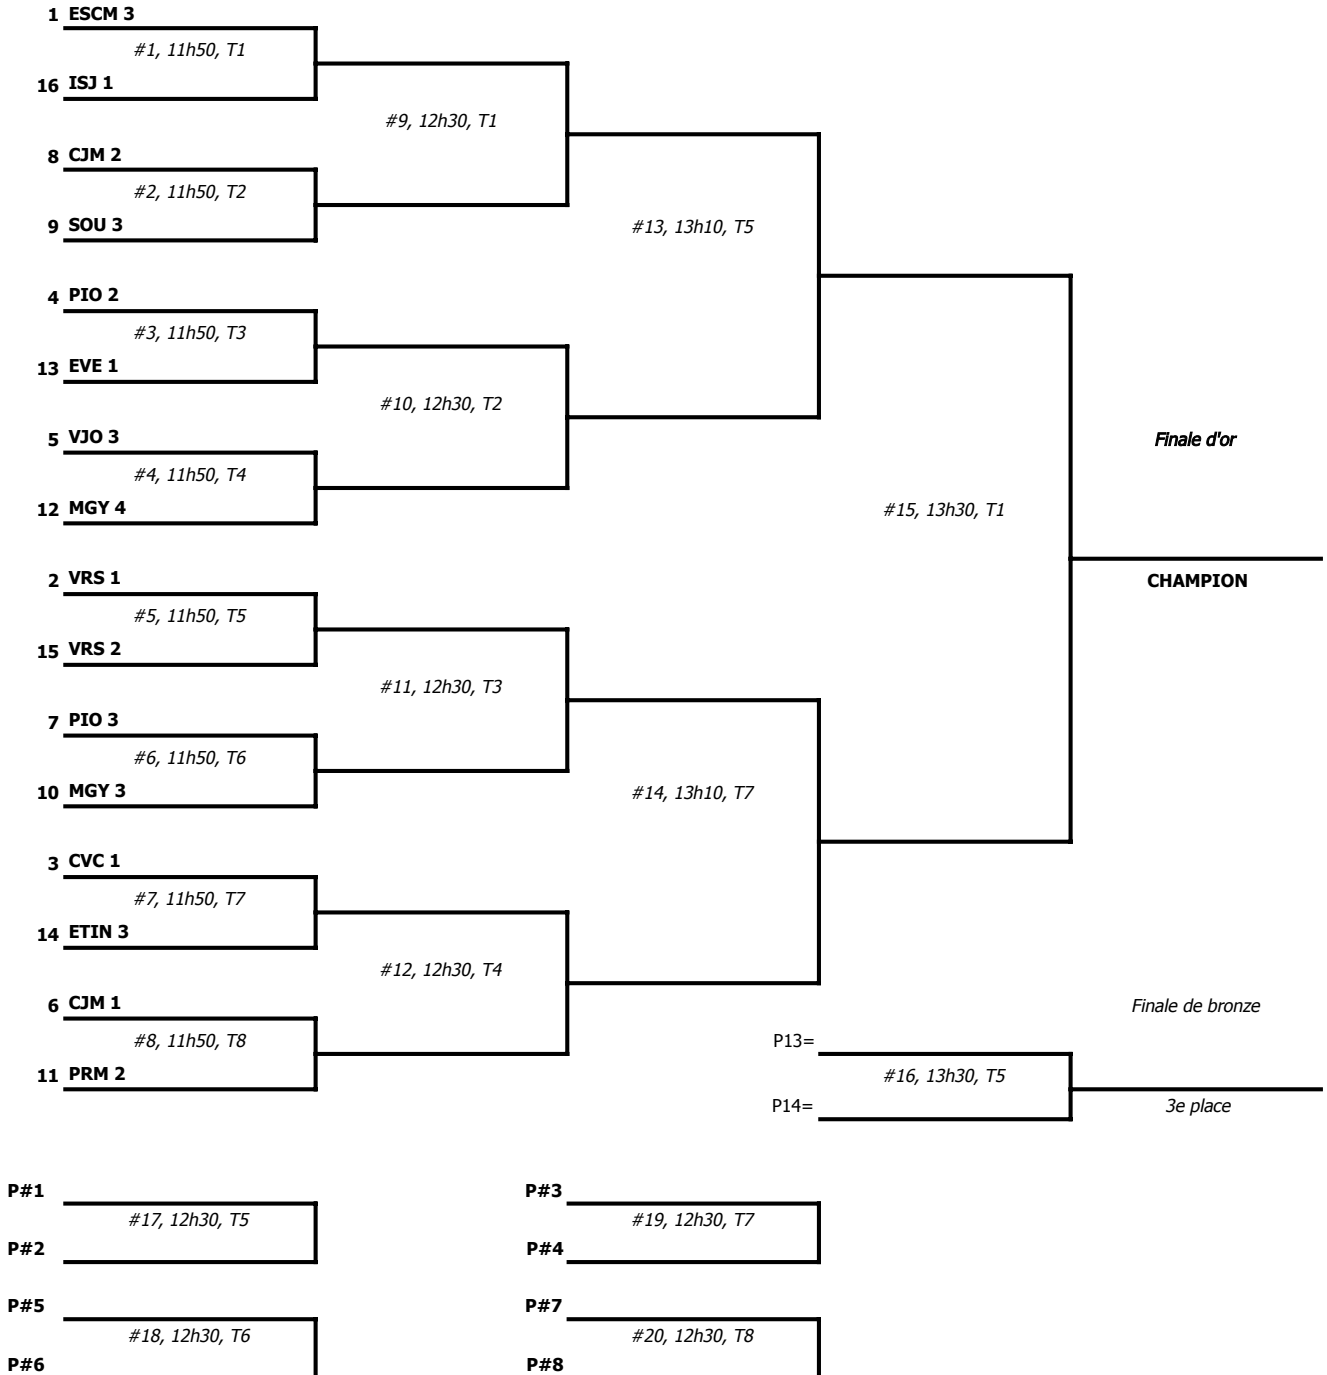 1 ESCM 3
#1, 11h50, T1
16 ISJ 1
#9, 12h30, T1
8 CJM 2
#2, 11h50, T2
9 SOU 3
#13, 13h10, T5
4 PIO 2
#3, 11h50, T3
13 EVE 1
#10, 12h30, T2
5 VJO 3
Finale d'or
#4, 11h50, T4
12 MGY 4
#15, 13h30, T1
2 VRS 1
CHAMPION
#5, 11h50, T5
15 VRS 2
#11, 12h30, T3
7 PIO 3
#6, 11h50, T6
10 MGY 3
#14, 13h10, T7
3 CVC 1
#7, 11h50, T7
14 ETIN 3
#12, 12h30, T4
6 CJM 1
Finale de bronze
#8, 11h50, T8
P13=
11 PRM 2
#16, 13h30, T5
P14=
3e place
P#1
P#3
#17, 12h30, T5
#19, 12h30, T7
P#2
P#4
P#5
P#7
#18, 12h30, T6
#20, 12h30, T8
P#6
P#8